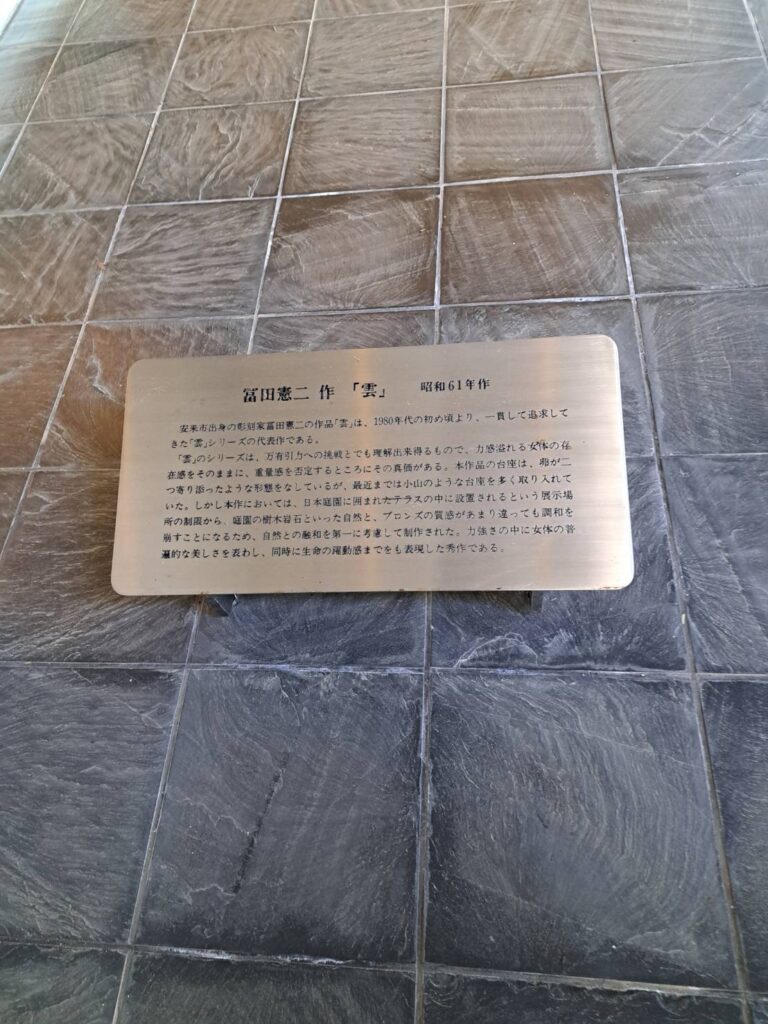 冨田憲二 作 「雲」 昭和61年作
安来市出身の彫刻家冨田憲二の作品「雲」は、1980年代の初め頃より、一貫して追求して
きた「雲」シリーズの代表作である。
「雲」のシリーズは、万有引力への挑戦とでも理解出来得るもので、力感溢れる女体の存
在感をそのままに、重量感を否定するところにその真価がある。本作品の台座は、卵が二
つ寄り添ったような形態をなしているが、最近までは小山のような台座を多く取り入れて
いた。しかし本作においては、日本庭園に囲まれたテラスの中に設置されるという展示場
所の制限から、庭園の樹木岩石といった自然と、ブロンズの質感があまり違っても調和を
崩すことになるため、自然との融和を第一に考慮して制作された。力強さの中に女体の普
遍的な美しさを表わし、同時に生命の躍動感までをも表現した秀作である。